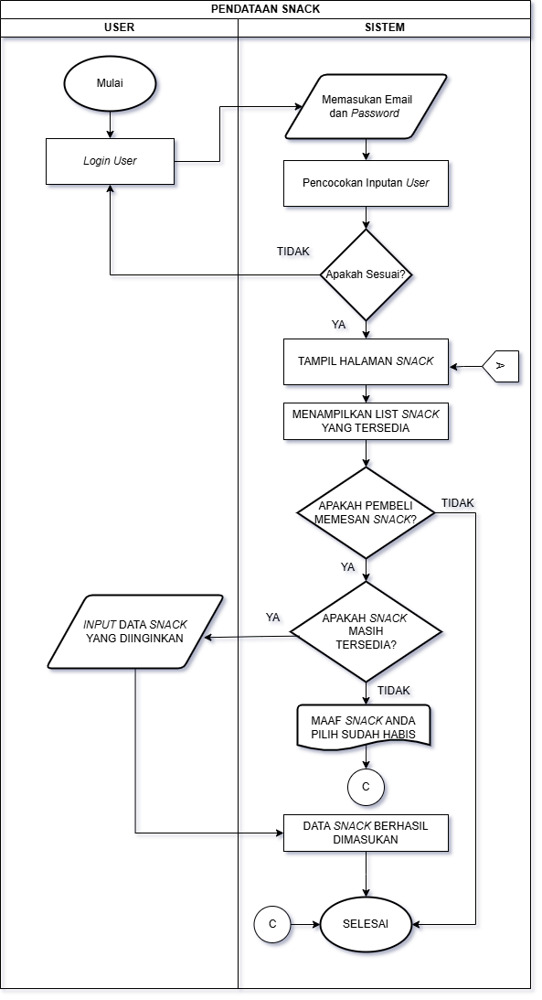 PENDATAAN SNACK
USER
SISTEM
Mulai
Memasukan Email
dan Password
Login User
Pencocokan Inputan User
TIDAK
Apakah Sesuai?
YA
TAMPIL HALAMAN SNACK
A
MENAMPILKAN LIST SNACK
YANG TERSEDIA
APAKAH PEMBELI
MEMESAN SNACK?
TIDAK
YA
APAKAH SNACK
MASIH
TERSEDIA?
YA
INPUT DATA SNACK
YANG DIINGINKAN
TIDAK
MAAF SNACK ANDA
PILIH SUDAH HABIS
C
DATA SNACK BERHASIL
DIMASUKAN
C
SELESAI